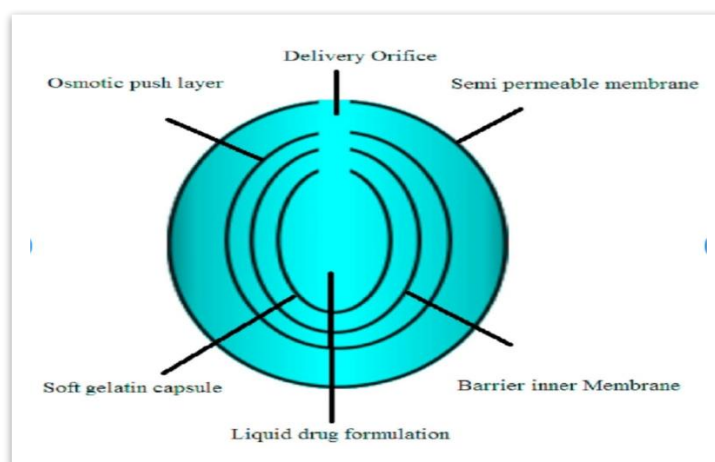 Delivery Orifice
Osmotic push layer
Semi permeable membrane
Soft gelatin capsule
Barrier inner Membrane
Liquid drug formulation